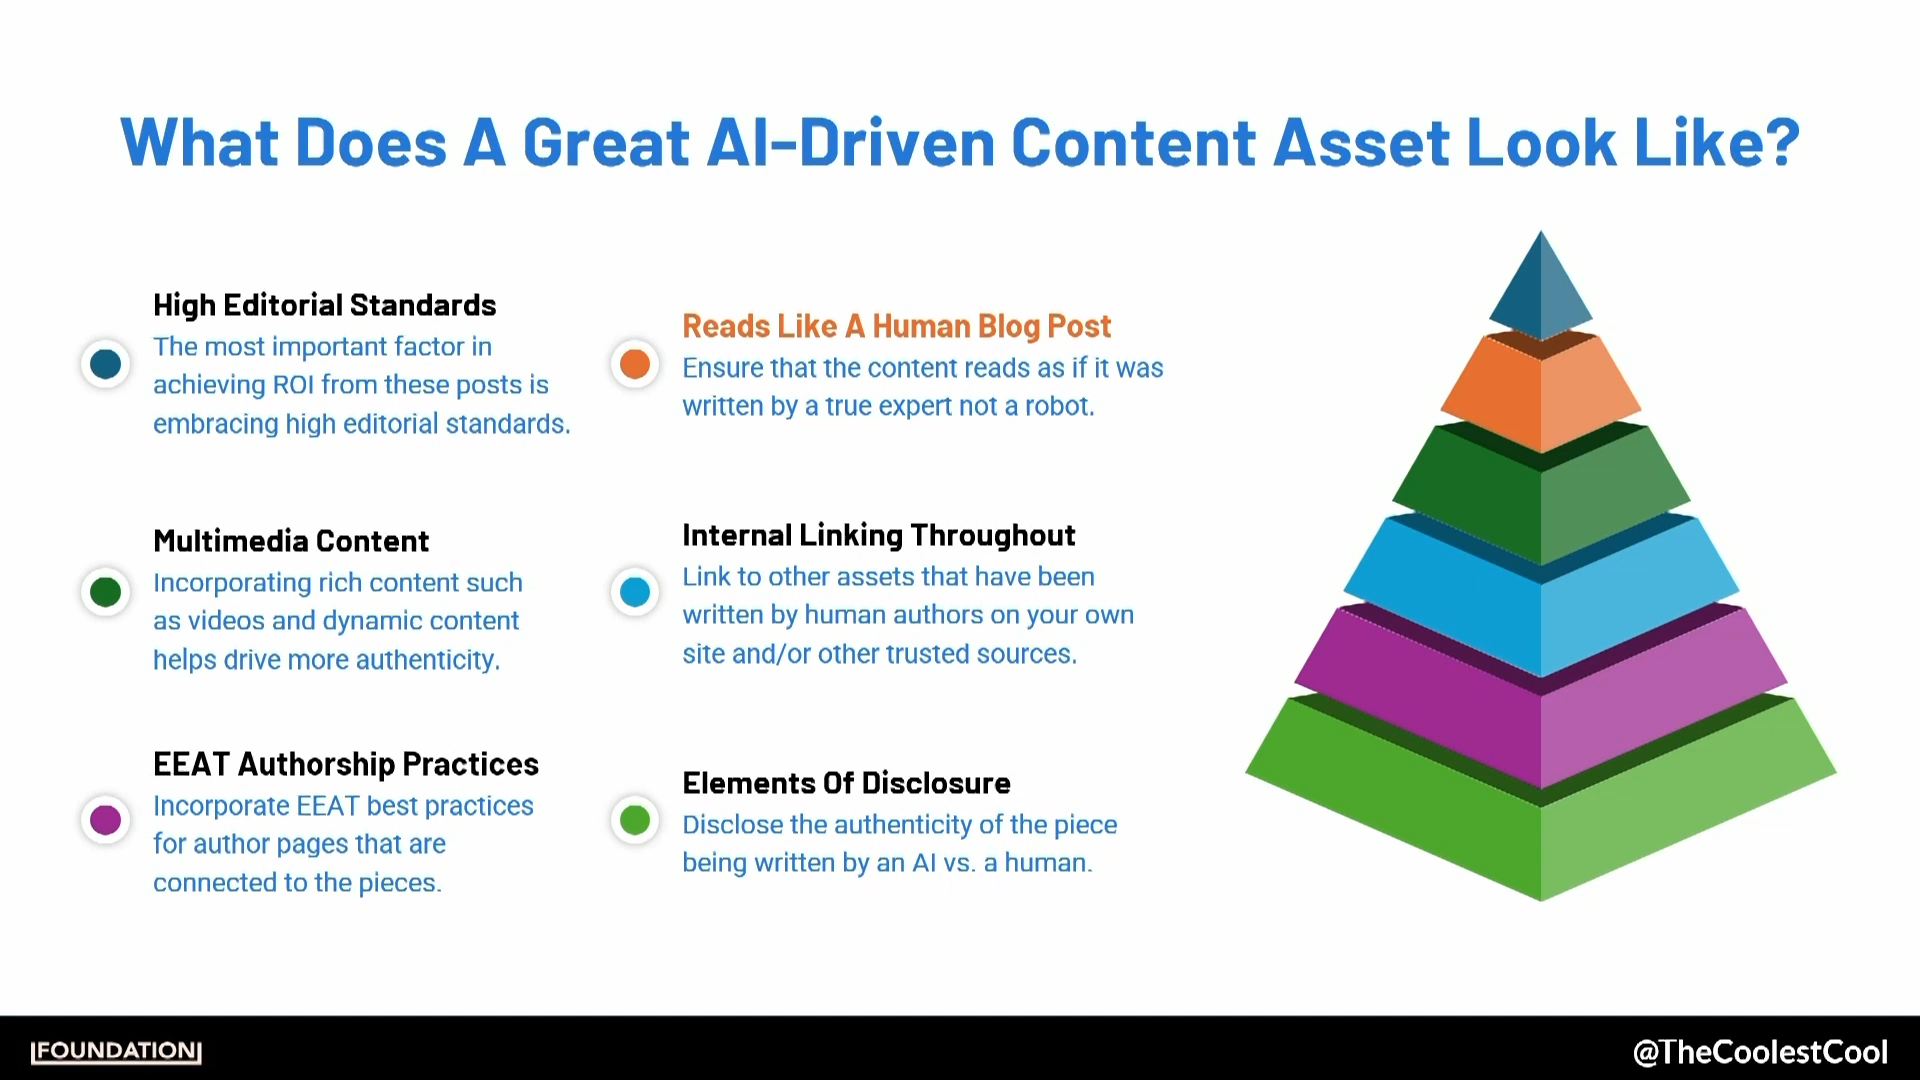 What Does A Great AI-Driven Content Asset Look Like?
High Editorial Standards
The most important factor in
achieving ROI from these posts is
embracing high editorial standards.
Reads Like A Human Blog Post
Ensure that the content reads as if it was
written by a true expert not a robot.
Multimedia Content
Incorporating rich content such
as videos and dynamic content
helps drive more authenticity.
Internal Linking Throughout
Link to other assets that have been
written by human authors on your own
site and/or other trusted sources.
EEAT Authorship Practices
Incorporate EEAT best practices
for author pages that are
connected to the pieces.
Elements Of Disclosure
Disclose the authenticity of the piece
being written by an AI vs. a human.
FOUNDATION
@TheCoolestCool